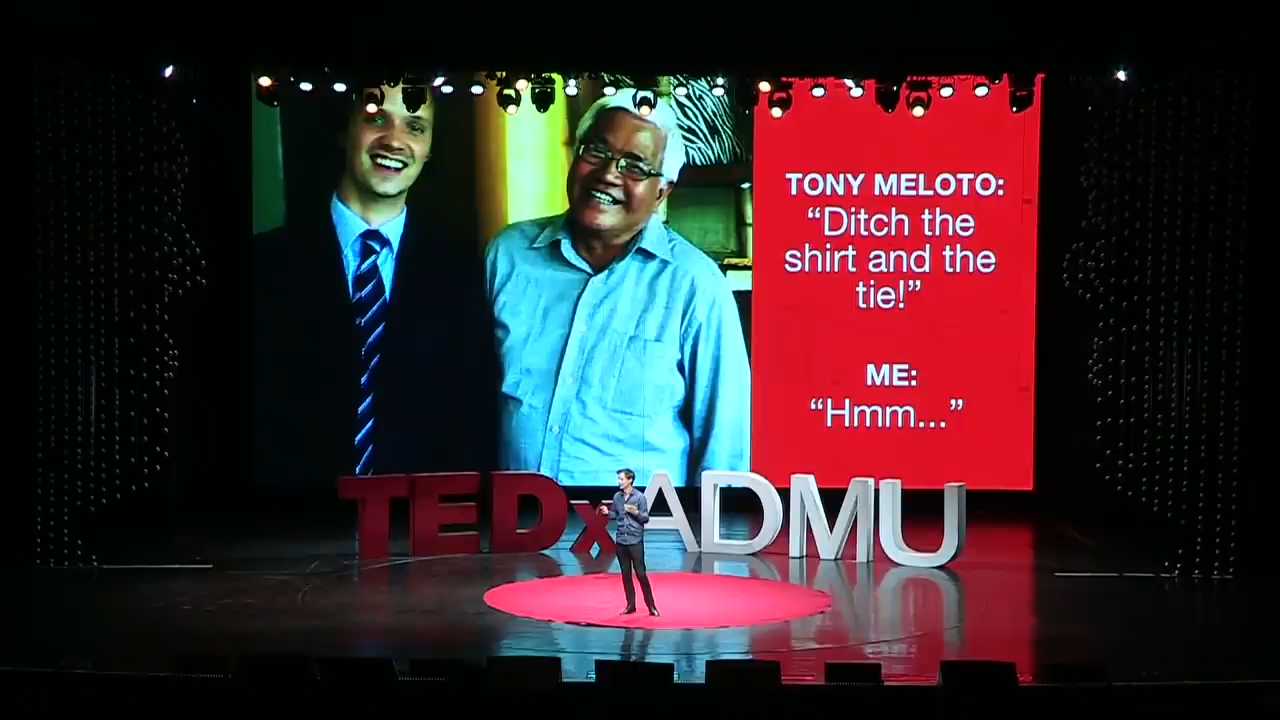 TONY MELOTO:
“Ditch the
shirt and the
tie!”
ME:
“Hmm...”
TEDxADMU